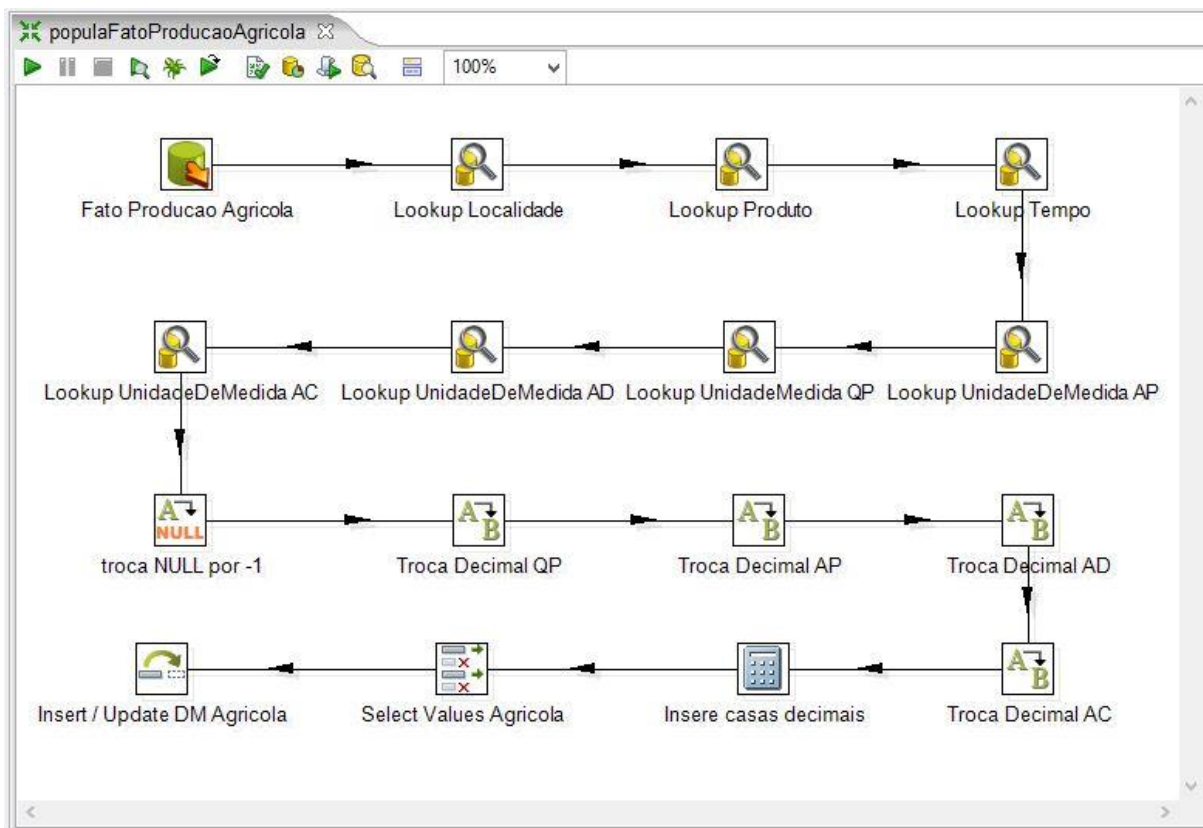 populaFatoProducaoAgricola
100%
Fato Producao Agricola
Lookup Localidade
Lookup Produto
Lookup Tempo
Lookup UnidadeDeMedida AC
Lookup UnidadeDeMedida AD
Lookup UnidadeMedida QP
Lookup UnidadeDeMedida AP
A
NULL
A
B
A
B
A
B
troca NULL por -1
Troca Decimal QP
Troca Decimal AP
Troca Decimal AD
A
B
Insert / Update DM Agricola
Select Values Agricola
Insere casas decimais
Troca Decimal AC